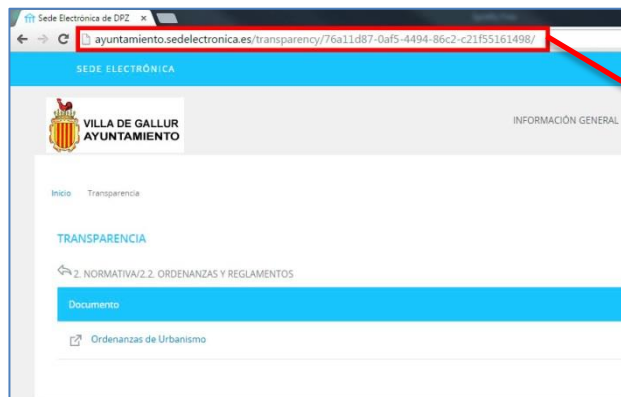 Sede Electrónica de DPZ
ayuntamiento.sedelectronica.es/transparency/76a11d87-0af5-4494-86c2-c21f55161498/
SEDE ELECTRÓNICA
VILLA DE GALLUR
AYUNTAMIENTO
INFORMACIÓN GENERAL
Inicio Transparencia
TRANSPARENCIA
2. NORMATIVA/2.2. ORDENANZAS Y REGLAMENTOS
Documento
Ordenanzas de Urbanismo